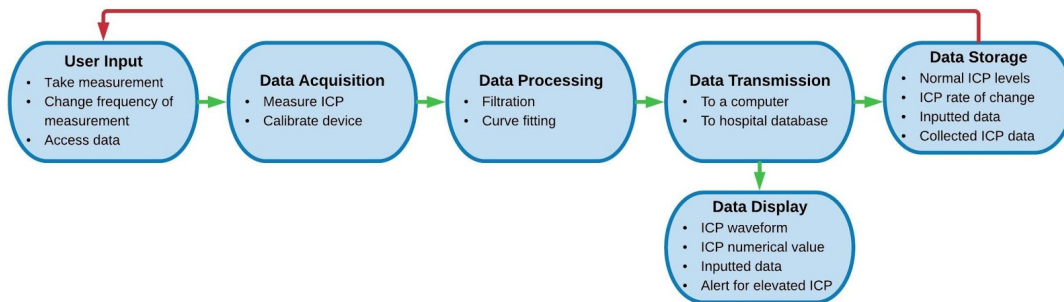 User Input
• Take measurement
• Change frequency of
measurement
• Access data
Data Acquisition
• Measure ICP
• Calibrate device
Data Processing
• Filtration
• Curve fitting
Data Transmission
• To a computer
• To hospital database
Data Storage
• Normal ICP levels
• ICP rate of change
• Inputted data
• Collected ICP data
Data Display
• ICP waveform
• ICP numerical value
• Inputted data
• Alert for elevated ICP